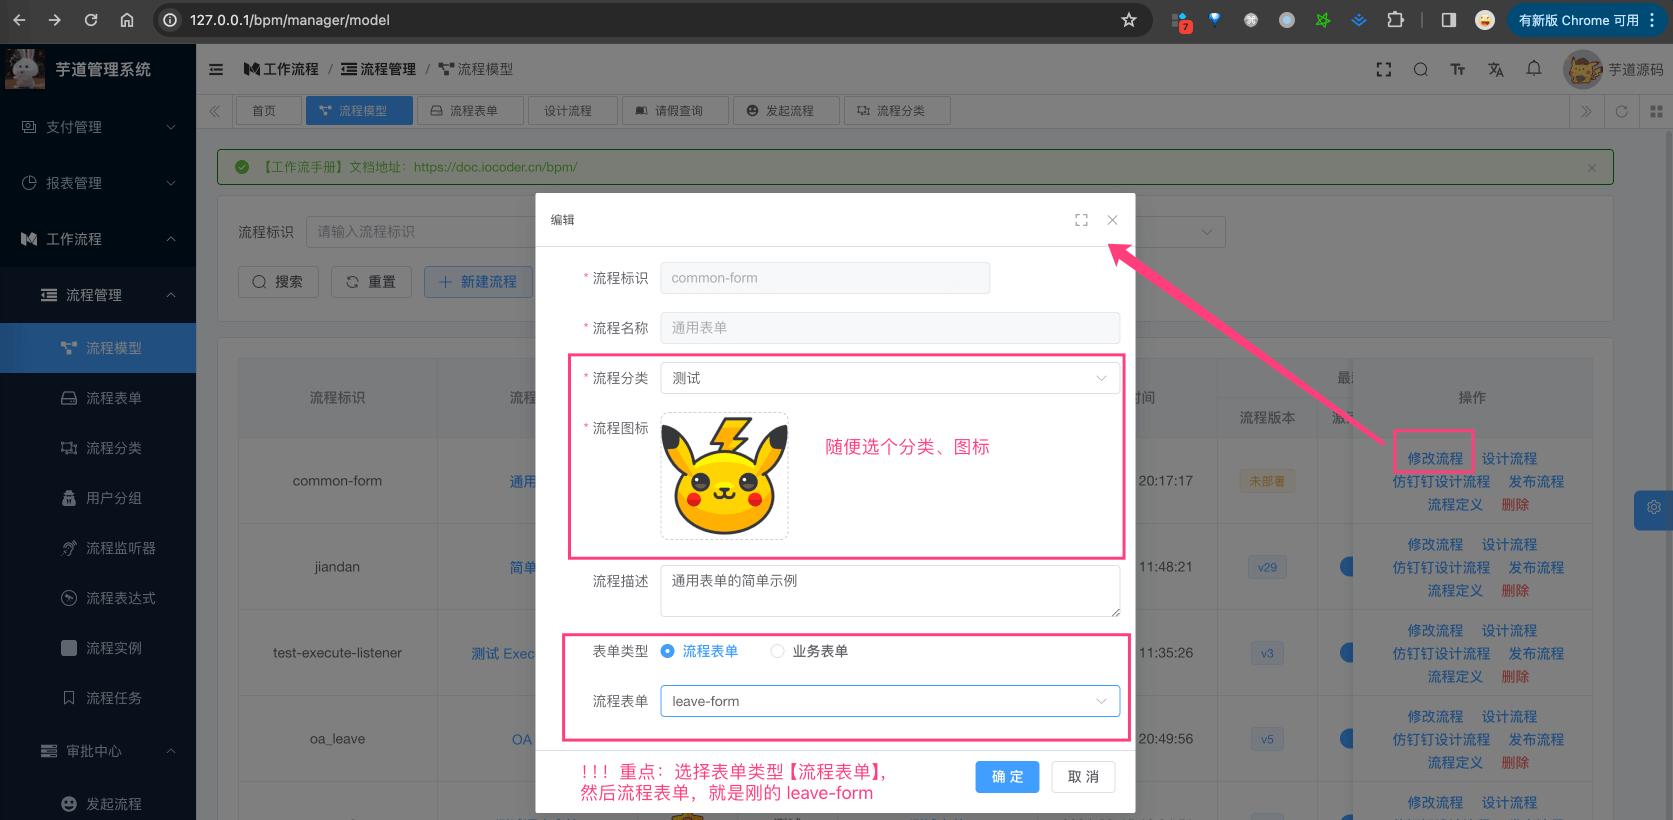 127.0.0.1/bpm/manager/model
7
有新版 Chrome 可用
芋道管理系统
工作流程 / 流程管理 / 流程模型
芋道源码
首页
流程模型
流程表单
设计流程
请假查询
发起流程
流程分类
支付管理
报表管理
工作流程
流程管理
流程模型
流程表单
流程分类
用户分组
流程监听器
流程表达式
流程实例
流程任务
审批中心
发起流程
【工作流手册】文档地址：https://doc.iocoder.cn/bpm/
流程标识
请输入流程标识
搜索
重置
新建流程
流程标识
流程
时间
流程版本
操作
common-form
通用
20:17:17
未部署
修改流程 设计流程
仿钉钉设计流程 发布流程
流程定义 删除
jiandan
简单
11:48:21
v29
修改流程 设计流程
仿钉钉设计流程 发布流程
流程定义 删除
test-execute-listener
测试 Exec
11:35:26
v3
修改流程 设计流程
仿钉钉设计流程 发布流程
流程定义 删除
oa_leave
OA
20:49:56
v5
修改流程 设计流程
仿钉钉设计流程 发布流程
流程定义 删除
修改流程 设计流程
编辑
* 流程标识
common-form
* 流程名称
通用表单
* 流程分类
测试
* 流程图标
随便选个分类、图标
流程描述
通用表单的简单示例
表单类型
流程表单
业务表单
流程表单
leave-form
！！！重点：选择表单类型【流程表单】，
然后流程表单，就是刚的 leave-form
确 定
取 消